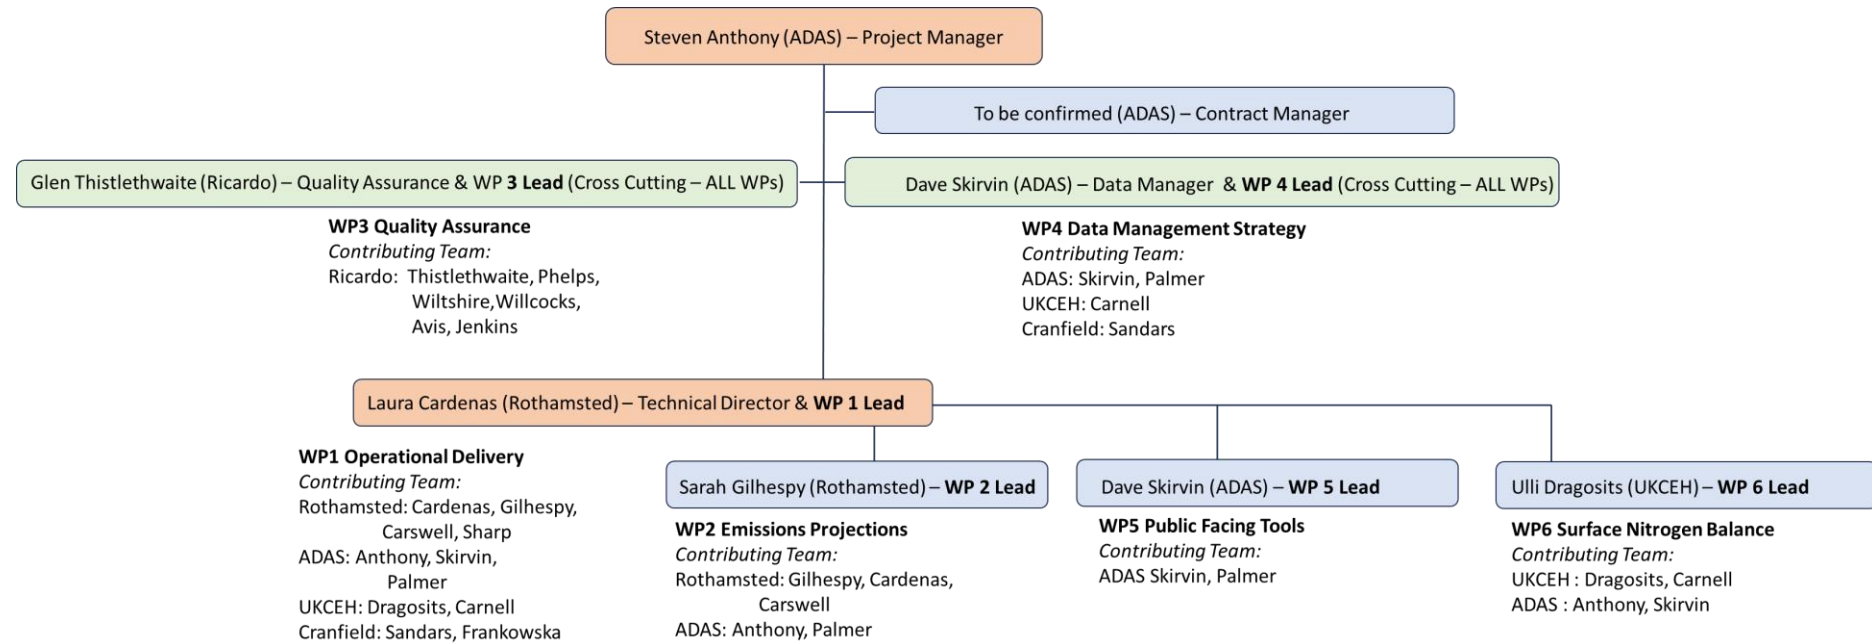 Steven Anthony (ADAS) – Project Manager
To be confirmed (ADAS) – Contract Manager
Glen Thistlethwaite (Ricardo) – Quality Assurance & WP 3 Lead (Cross Cutting – ALL WPs)
Dave Skirvin (ADAS) – Data Manager & WP 4 Lead (Cross Cutting – ALL WPs)
WP3 Quality Assurance
Contributing Team:
Ricardo: Thistlethwaite, Phelps,
Wiltshire,Willcocks,
Avis, Jenkins
WP4 Data Management Strategy
Contributing Team:
ADAS: Skirvin, Palmer
UKCEH: Carnell
Cranfield: Sandars
Laura Cardenas (Rothamsted) – Technical Director & WP 1 Lead
WP1 Operational Delivery
Contributing Team:
Rothamsted: Cardenas, Gilhespy,
Carswell, Sharp
ADAS: Anthony, Skirvin,
Palmer
UKCEH: Dragosits, Carnell
Cranfield: Sandars, Frankowska
Sarah Gilhespy (Rothamsted) – WP 2 Lead
WP2 Emissions Projections
Contributing Team:
Rothamsted: Gilhespy, Cardenas,
Carswell
ADAS: Anthony, Palmer
Dave Skirvin (ADAS) – WP 5 Lead
WP5 Public Facing Tools
Contributing Team:
ADAS Skirvin, Palmer
Ulli Dragosits (UKCEH) – WP 6 Lead
WP6 Surface Nitrogen Balance
Contributing Team:
UKCEH : Dragosits, Carnell
ADAS : Anthony, Skirvin